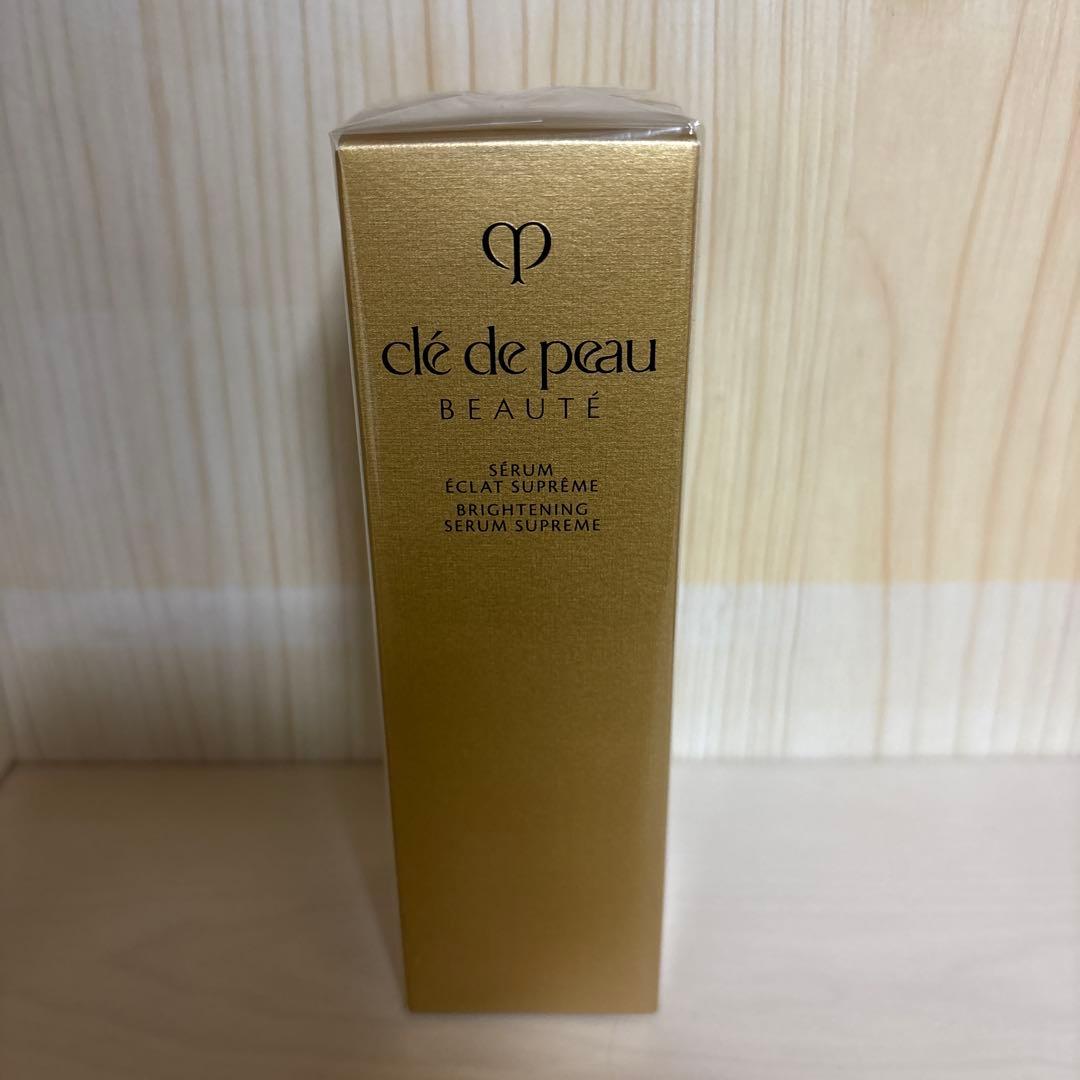 clé de peau
BEAUTÉ
SÉRUM
ÉCLAT SUPRÊME
BRIGHTENING
SERUM SUPREME